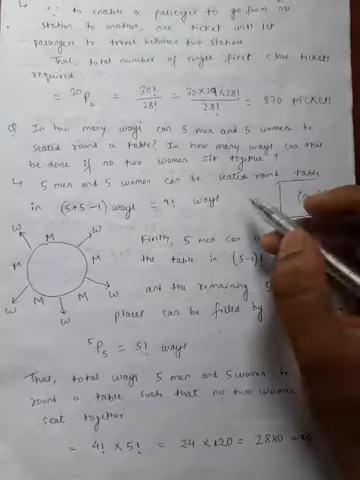 ↳ ∵ to enable a passenger to go from one
station to another, one ticket will let
passengers to travel between two stations
Thus, total number of single first class tickets
required
= ³⁰P₂ = 30!/28! = 30×29×28!/28! = 870 tickets
Q In how many ways can 5 men and 5 women be
seated round a table? In how many ways can this
be done if no two women sit together?
↳ 5 men and 5 women can be seated round table
in (5+5-1) ways = 9! ways
Firstly, 5 men can
the table in (5-1)!
and the remaining 5
places can be filled by
W W M M M M M W W W
⁵P₅ = 5! ways
Thus, total ways 5 men and 5 women be
round a table such that no two women
seat together
= 4! × 5! = 24 × 120 = 2880 ways